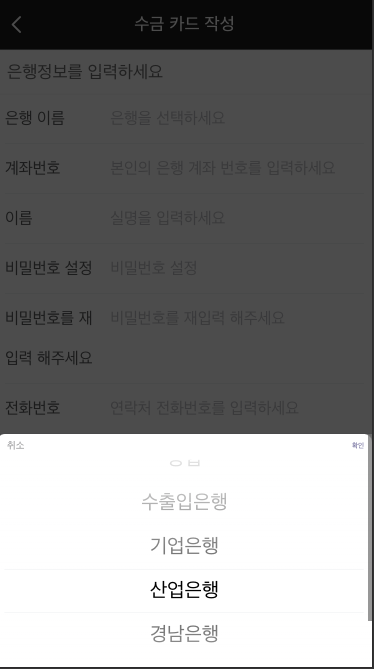 수금 카드 작성
은행정보를 입력하세요
은행 이름 은행을 선택하세요
계좌번호 본인의 은행 계좌 번호를 입력하세요
이름 실명을 입력하세요
비밀번호 설정 비밀번호 설정
비밀번호를 재 비밀번호를 재입력 해주세요
입력 해주세요
전화번호 연락처 전화번호를 입력하세요
취소 확인
수출입은행
기업은행
산업은행
경남은행